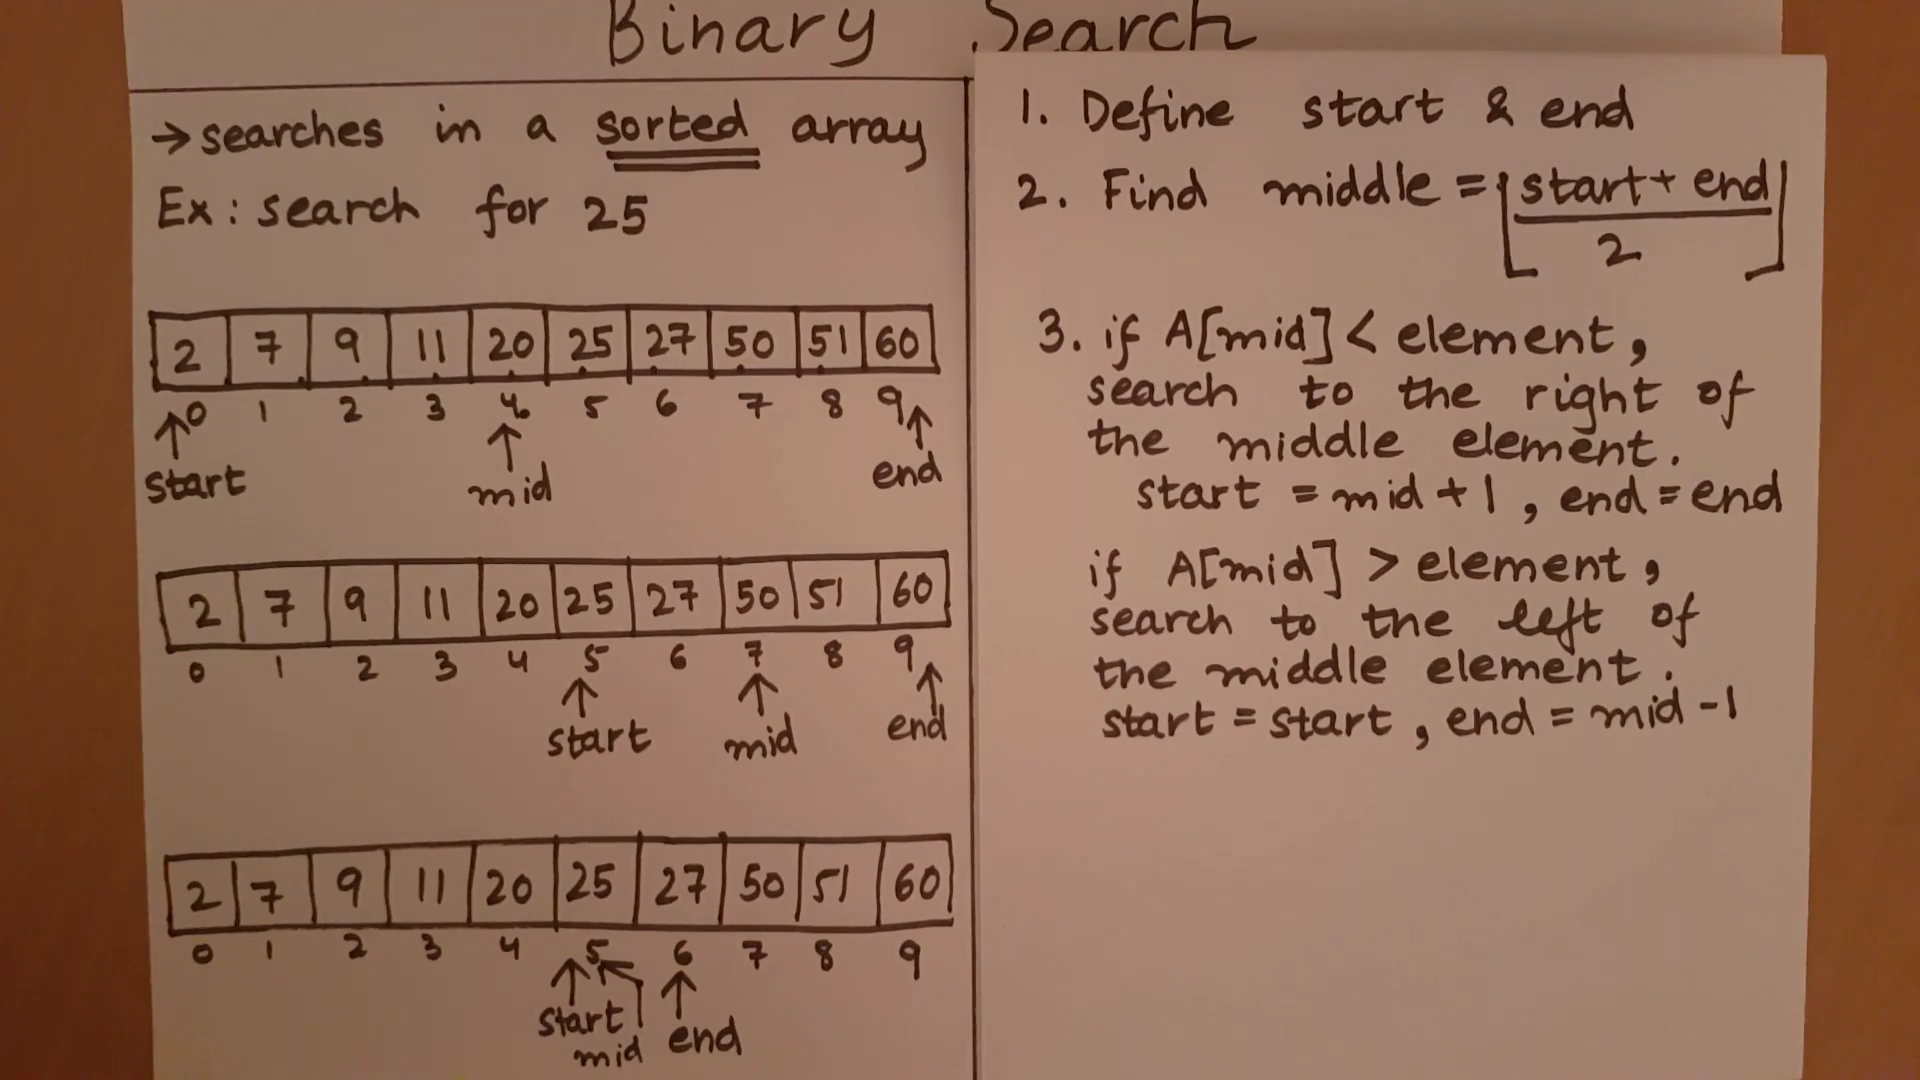 Binary Search
→ searches in a sorted array
Ex: search for 25
2 7 9 11 20 25 27 50 51 60
0 1 2 3 4 5 6 7 8 9
start mid end
2 7 9 11 20 25 27 50 51 60
0 1 2 3 4 5 6 7 8 9
start mid end
2 7 9 11 20 25 27 50 51 60
0 1 2 3 4 5 6 7 8 9
start mid end
1. Define start & end
2. Find middle = ⌊start + end
2⌋
3. if A[mid] < element,
search to the right of
the middle element.
start = mid + 1, end = end
if A[mid] > element,
search to the left of
the middle element.
start = start, end = mid - 1